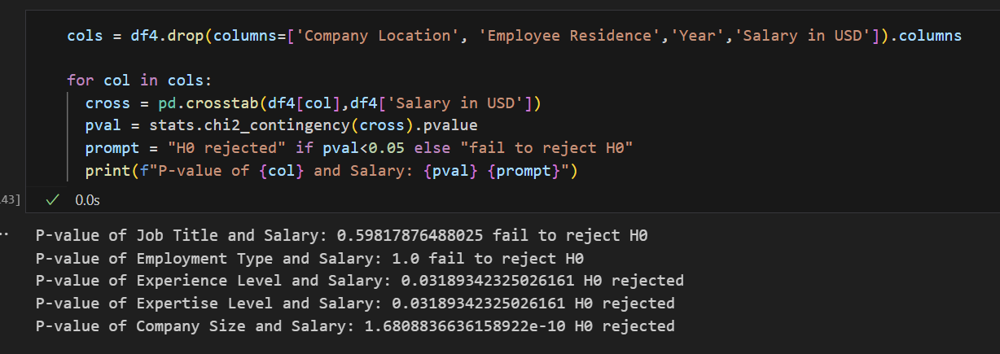 cols = df4.drop(columns=['Company Location', 'Employee Residence','Year','Salary in USD']).columns
for col in cols:
cross = pd.crosstab(df4[col],df4['Salary in USD'])
pval = stats.chi2_contingency(cross).pvalue
prompt = "H0 rejected" if pval<0.05 else "fail to reject H0"
print(f"P-value of {col} and Salary: {pval} {prompt}")
43] ✓ 0.0s
P-value of Job Title and Salary: 0.59817876488025 fail to reject H0
P-value of Employment Type and Salary: 1.0 fail to reject H0
P-value of Experience Level and Salary: 0.03189342325026161 H0 rejected
P-value of Expertise Level and Salary: 0.03189342325026161 H0 rejected
P-value of Company Size and Salary: 1.6808836636158922e-10 H0 rejected